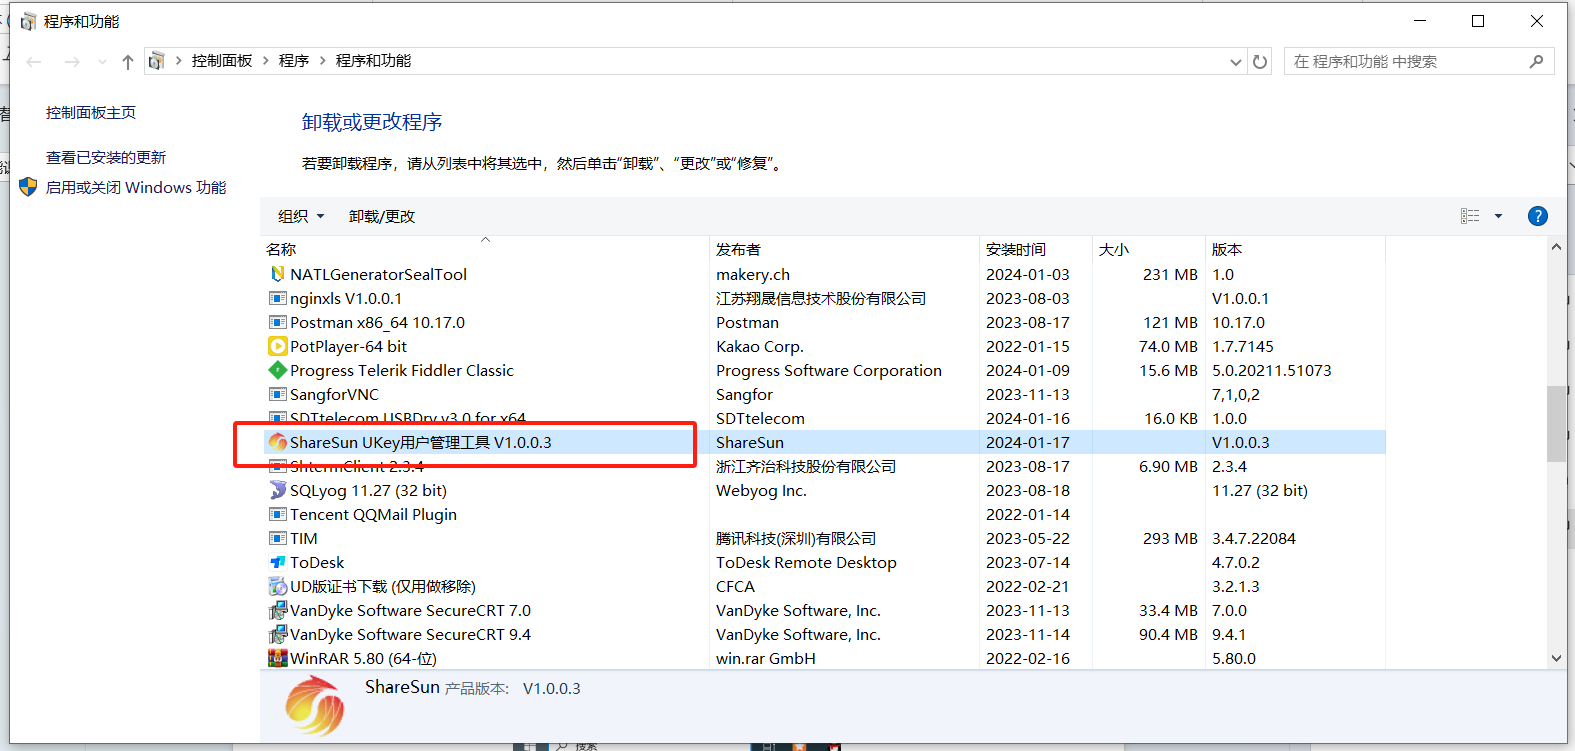 程序和功能
控制面板 › 程序 › 程序和功能
在 程序和功能 中搜索
控制面板主页
查看已安装的更新
启用或关闭 Windows 功能
卸载或更改程序
若要卸载程序，请从列表中将其选中，然后单击“卸载”、“更改”或“修复”。
组织 卸载/更改
名称 发布者 安装时间 大小 版本
NATLGeneratorSealTool makery.ch 2024-01-03 231 MB 1.0
nginxls V1.0.0.1 江苏翔晟信息技术股份有限公司 2023-08-03 V1.0.0.1
Postman x86_64 10.17.0 Postman 2023-08-17 121 MB 10.17.0
PotPlayer-64 bit Kakao Corp. 2022-01-15 74.0 MB 1.7.7145
Progress Telerik Fiddler Classic Progress Software Corporation 2024-01-09 15.6 MB 5.0.20211.51073
SangforVNC Sangfor 2023-11-13 7,1,0,2
SDTtelecom USBDrv v3.0 for x64 SDTtelecom 2024-01-16 16.0 KB 1.0.0
ShareSun UKey用户管理工具 V1.0.0.3 ShareSun 2024-01-17 V1.0.0.3
ShtermClient 2.3.4 浙江齐治科技股份有限公司 2023-08-17 6.90 MB 2.3.4
SQLyog 11.27 (32 bit) Webyog Inc. 2023-08-18 11.27 (32 bit)
Tencent QQMail Plugin 2022-01-14
TIM 腾讯科技(深圳)有限公司 2023-05-22 293 MB 3.4.7.22084
ToDesk ToDesk Remote Desktop 2023-07-14 4.7.0.2
UD版证书下载 (仅用做移除) CFCA 2022-02-21 3.2.1.3
VanDyke Software SecureCRT 7.0 VanDyke Software, Inc. 2023-11-13 33.4 MB 7.0.0
VanDyke Software SecureCRT 9.4 VanDyke Software, Inc. 2023-11-14 90.4 MB 9.4.1
WinRAR 5.80 (64-位) win.rar GmbH 2022-02-16 5.80.0
ShareSun 产品版本: V1.0.0.3
搜索